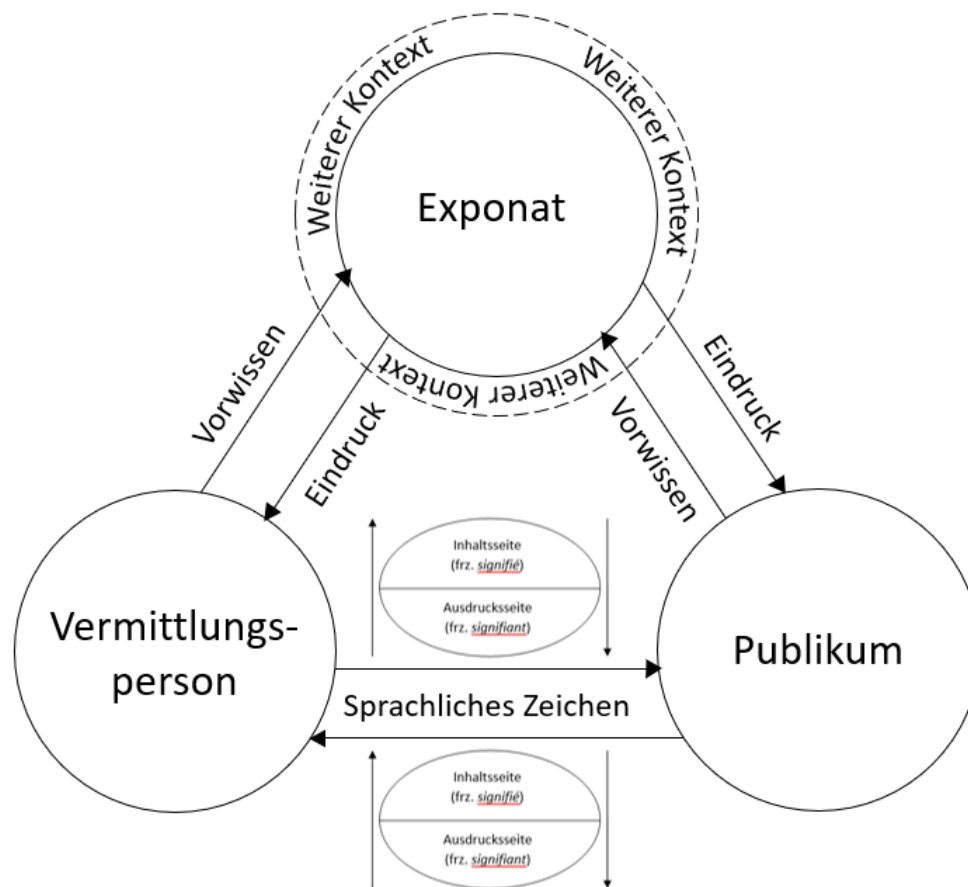 Weiterer Kontext
Weiterer Kontext
Exponat
Weiterer Kontext
Vorwissen
Eindruck
Vorwissen
Eindruck
Inhaltsseite
(frz. signifié)
Ausdrucksseite
(frz. signifiant)
Vermittlungs-
person
Publikum
Sprachliches Zeichen
Inhaltsseite
(frz. signifié)
Ausdrucksseite
(frz. signifiant)